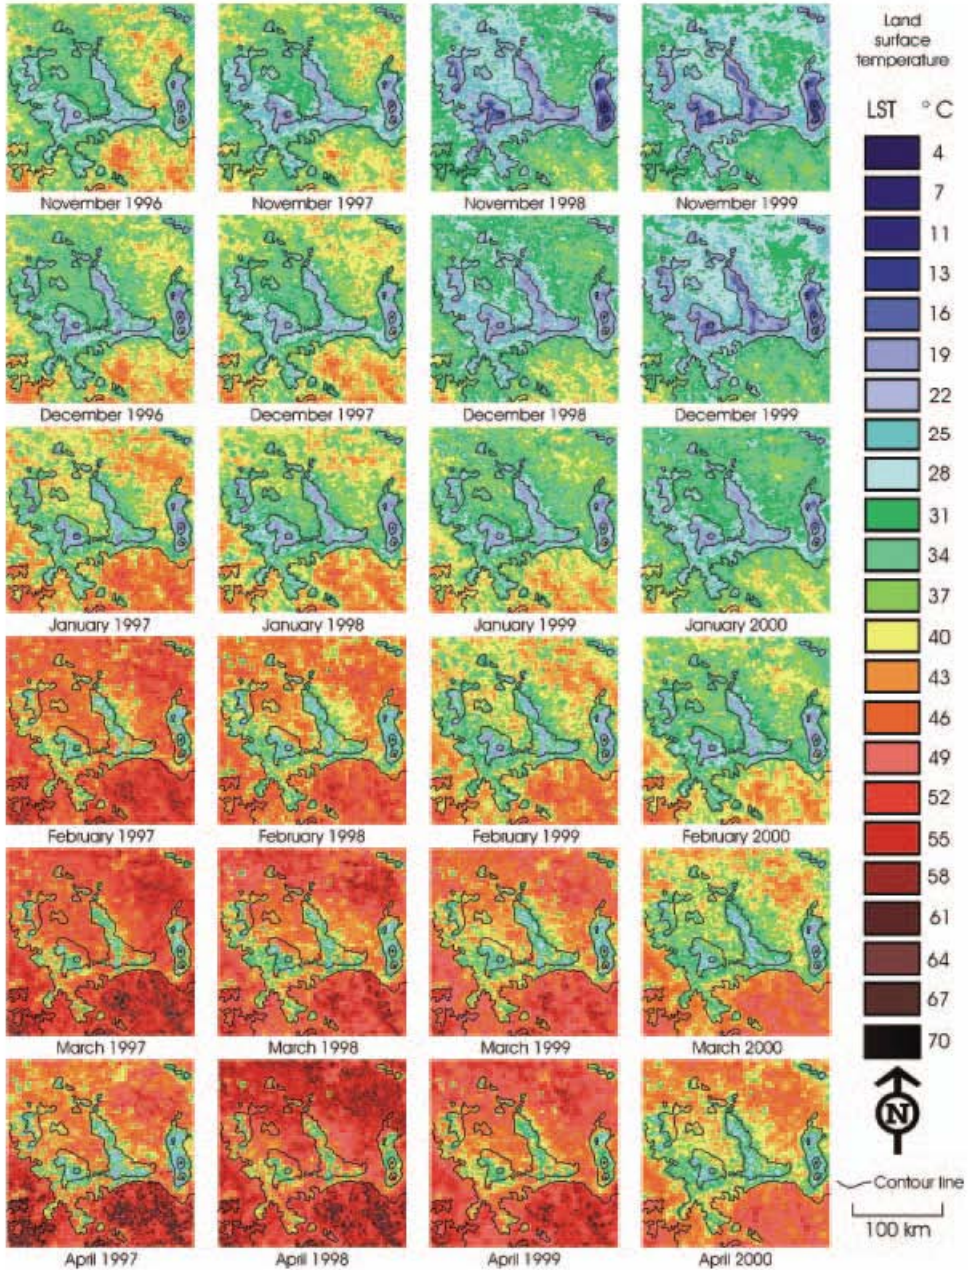 November 1996
November 1997
November 1998
November 1999
December 1996
December 1997
December 1998
December 1999
January 1997
January 1998
January 1999
January 2000
February 1997
February 1998
February 1999
February 2000
March 1997
March 1998
March 1999
March 2000
April 1997
April 1998
April 1999
April 2000
Land
surface
temperature
LST °C
4
7
11
13
16
19
22
25
28
31
34
37
40
43
46
49
52
55
58
61
64
67
70
N
Contour line
100 km